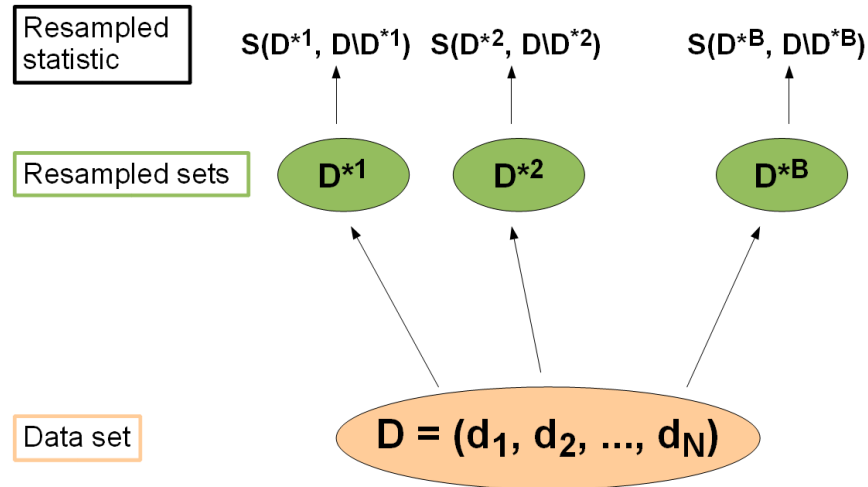 Resampled
statistic
S(D*1, D\D*1)
S(D*2, D\D*2)
S(D*B, D\D*B)
Resampled sets
D*1
D*2
D*B
Data set
D = (d1, d2, ..., dN)